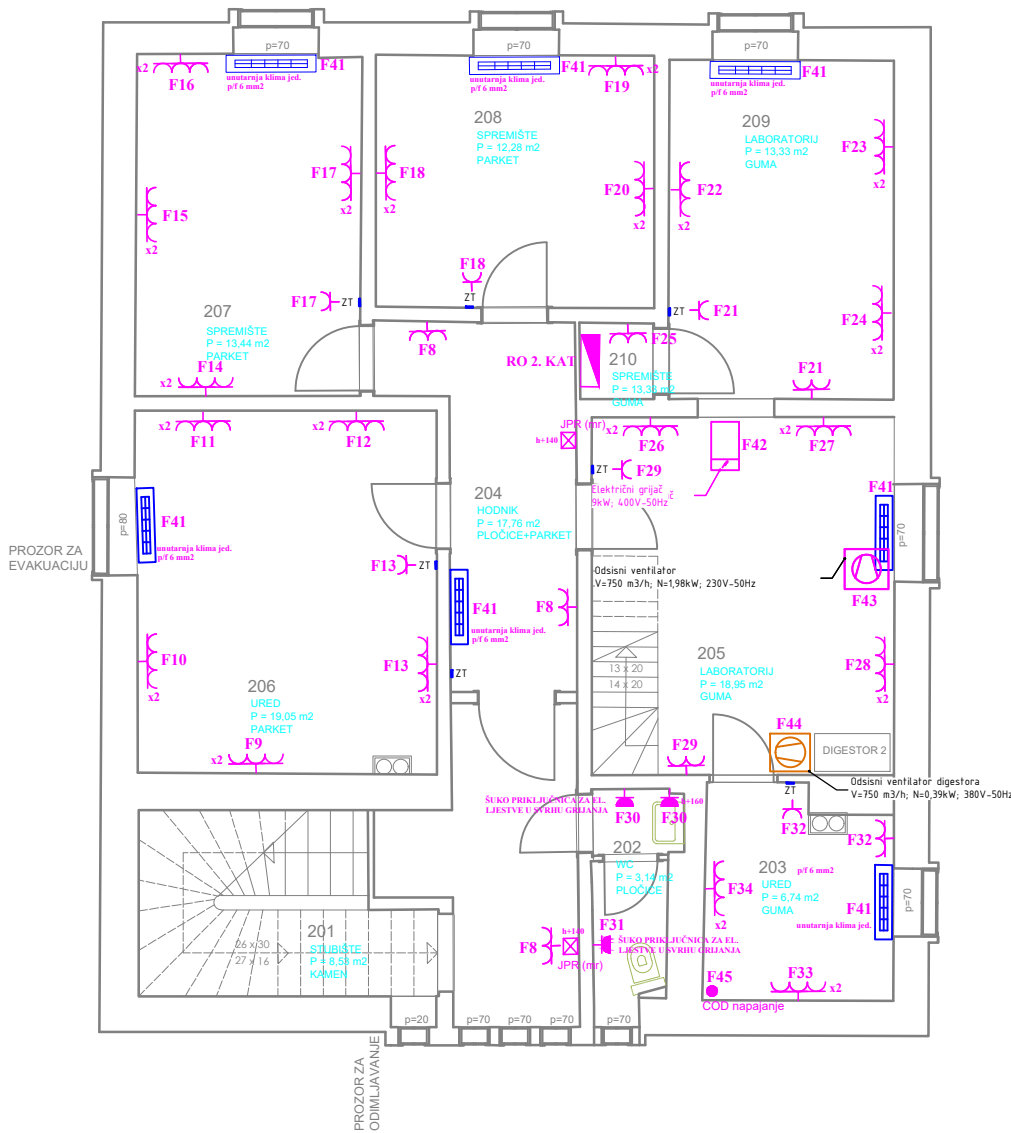 p=70
p=70
p=70
x2
F16
F41
unutarnja klima jed.
p/f 6 mm2
F41
unutarnja klima jed.
p/f 6 mm2
F19
x2
F41
unutarnja klima jed.
p/f 6 mm2
208
SPREMIŠTE
P = 12,28 m2
PARKET
209
LABORATORIJ
P = 13,33 m2
GUMA
F23
x2
F17
x2
F18
x2
F20
x2
F22
x2
F15
x2
F18
ZT
F17
ZT
ZT
F21
F24
x2
207
SPREMIŠTE
P = 13,44 m2
PARKET
F8
F25
RO 2. KAT
210
SPREMIŠTE
P = 13,33 m2
GUMA
F14
x2
F21
x2
F11
x2
F12
x2
JPR (mr)
h+140
x2
F26
F42
x2
F27
ZT
F29
Električni grijač
9kW; 400V-50Hz
č
204
HODNIK
P = 17,76 m2
PLOČICE+PARKET
p=80
F41
unutarnja klima jed.
p/f 6 mm2
F41
p=70
PROZOR ZA
EVAKUACIJU
F13
ZT
Odsisni ventilator
V=750 m3/h; N=1,98kW; 230V-50Hz
F43
F41
unutarnja klima jed.
p/f 6 mm2
F8
F10
x2
F13
x2
ZT
13 x 20
14 x 20
205
LABORATORIJ
P = 18,95 m2
GUMA
F28
x2
206
URED
P = 19,05 m2
PARKET
F9
x2
F29
F44
DIGESTOR 2
Odsisni ventilator digestora
V=750 m3/h; N=0,39kW; 380V-50Hz
ZT
ŠUKO PRIKLJUČNICA ZA EL.
LJESTVE U SVRHU GRIJANJA
F30
F30
h+160
F32
F32
202
WC
P = 3,14 m2
PLOČICE
203
URED
P = 6,74 m2
GUMA
p/f 6 mm2
F34
x2
F41
unutarnja klima jed.
p=70
201
STUBIŠTE
P = 8,58 m2
KAMEN
26 x 30
27 x 16
F8
h+140
JPR (mr)
F31
ŠUKO PRIKLJUČNICA ZA EL.
LJESTVE U SVRHU GRIJANJA
F45
COD napajanje
F33
x2
p=20
p=70
p=70
p=70
p=70
PROZOR ZA
ODIMLJAVANJE